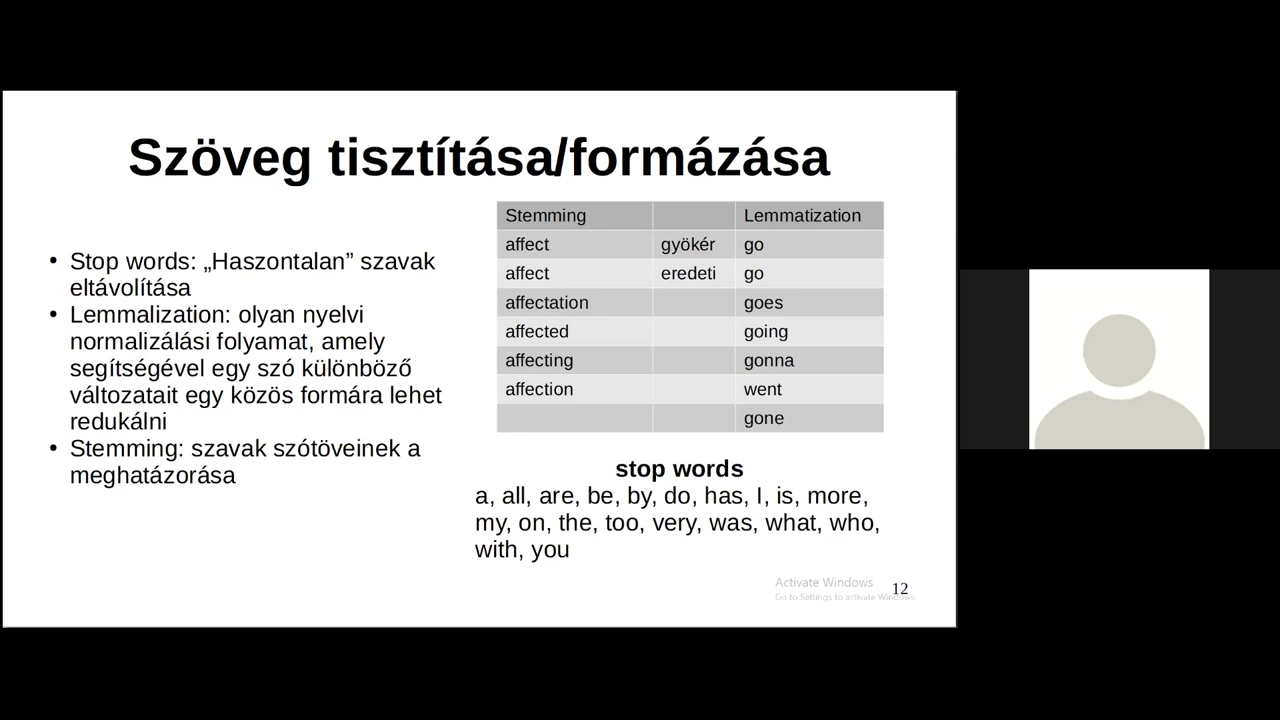 Szöveg tisztítása/formázása
• Stop words: „Haszontalan” szavak
eltávolítása
• Lemmalization: olyan nyelvi
normalizálási folyamat, amely
segítségével egy szó különböző
változatait egy közös formára lehet
redukálni
• Stemming: szavak szótöveinek a
meghatázorása
Stemming Lemmatization
affect gyökér go
affect eredeti go
affectation goes
affected going
affecting gonna
affection went
gone
stop words
a, all, are, be, by, do, has, I, is, more,
my, on, the, too, very, was, what, who,
with, you
Activate Windows
Go to Settings to activate Windows.
12